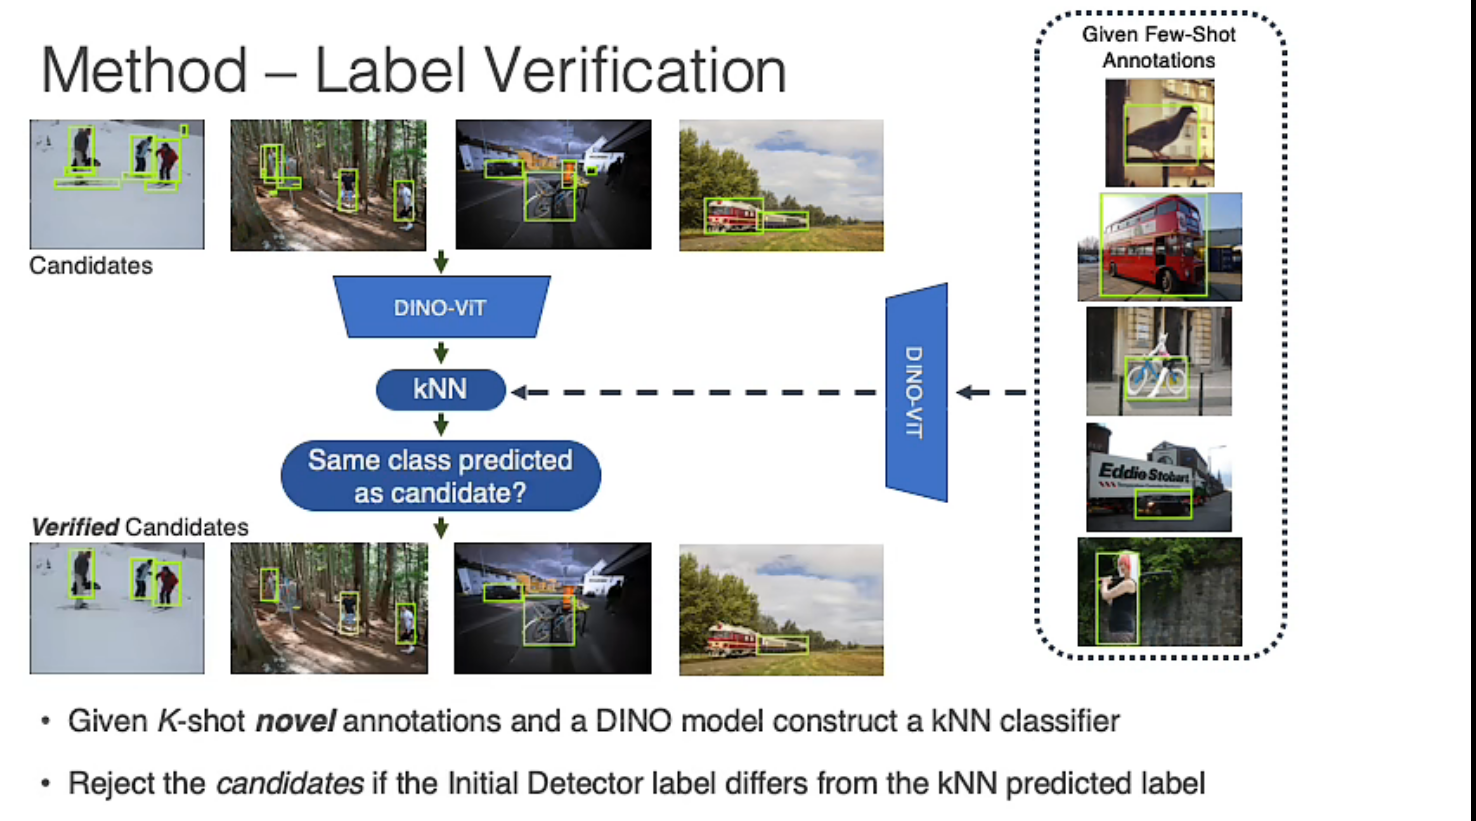 Method – Label Verification
Given Few-Shot
Annotations
Candidates
DINO-ViT
kNN
DINO-ViT
Same class predicted
as candidate?
Eddie Stobart
Verified Candidates
• Given K-shot novel annotations and a DINO model construct a kNN classifier
• Reject the candidates if the Initial Detector label differs from the kNN predicted label